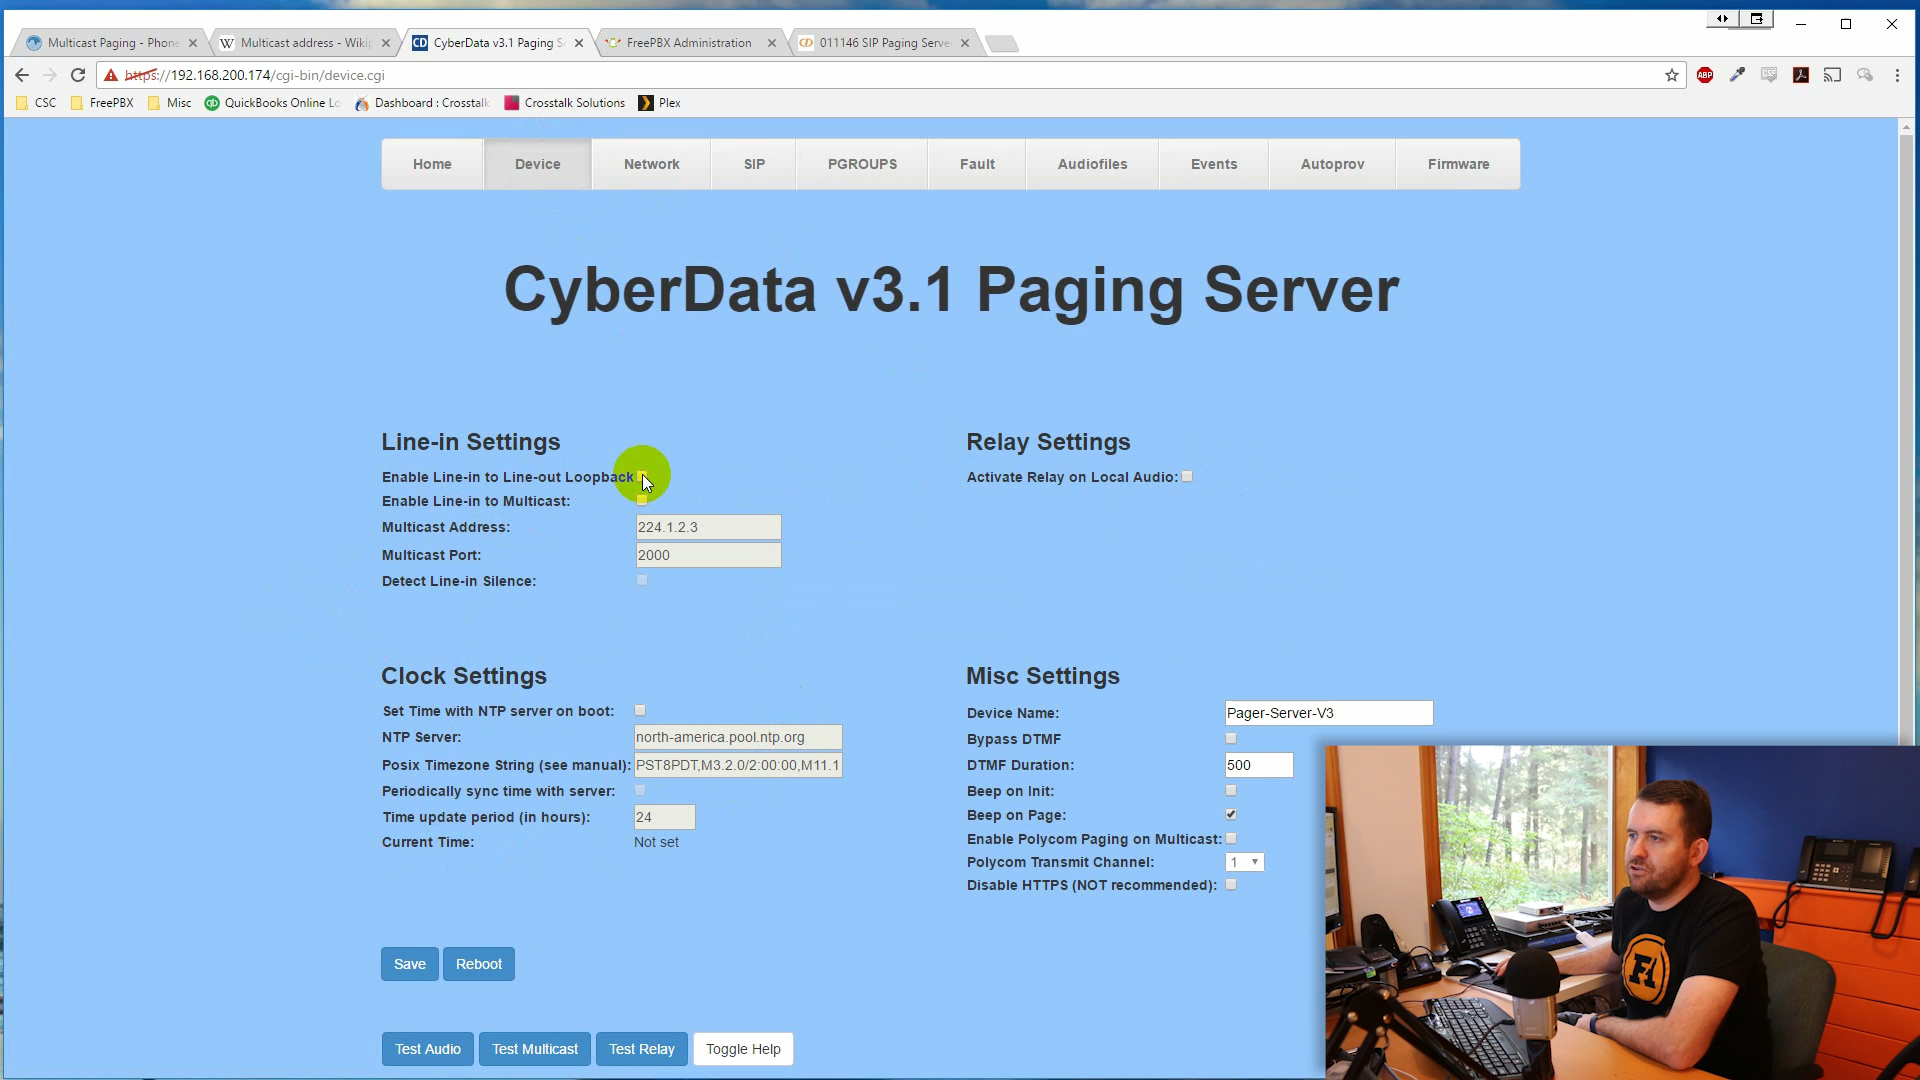 Multicast Paging - Phone
Multicast address - Wikip
CyberData v3.1 Paging S
FreePBX Administration
011146 SIP Paging Serve
https://192.168.200.174/cgi-bin/device.cgi
ABP
CSC
FreePBX
Misc
QuickBooks Online Lo
Dashboard : Crosstalk
Crosstalk Solutions
Plex
Home
Device
Network
SIP
PGROUPS
Fault
Audiofiles
Events
Autoprov
Firmware
CyberData v3.1 Paging Server
Line-in Settings
Enable Line-in to Line-out Loopback
Enable Line-in to Multicast:
Multicast Address: 224.1.2.3
Multicast Port: 2000
Detect Line-in Silence:
Relay Settings
Activate Relay on Local Audio:
Clock Settings
Set Time with NTP server on boot:
NTP Server: north-america.pool.ntp.org
Posix Timezone String (see manual): PST8PDT,M3.2.0/2:00:00,M11.1
Periodically sync time with server:
Time update period (in hours): 24
Current Time: Not set
Misc Settings
Device Name: Pager-Server-V3
Bypass DTMF
DTMF Duration: 500
Beep on Init:
Beep on Page:
Enable Polycom Paging on Multicast:
Polycom Transmit Channel: 1
Disable HTTPS (NOT recommended):
Save
Reboot
Test Audio
Test Multicast
Test Relay
Toggle Help